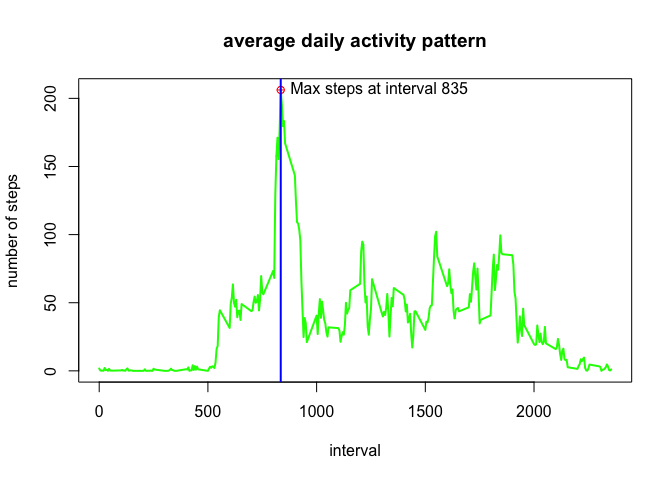 average daily activity pattern
Max steps at interval 835
number of steps
200
150
100
50
0
0 500 1000 1500 2000
interval